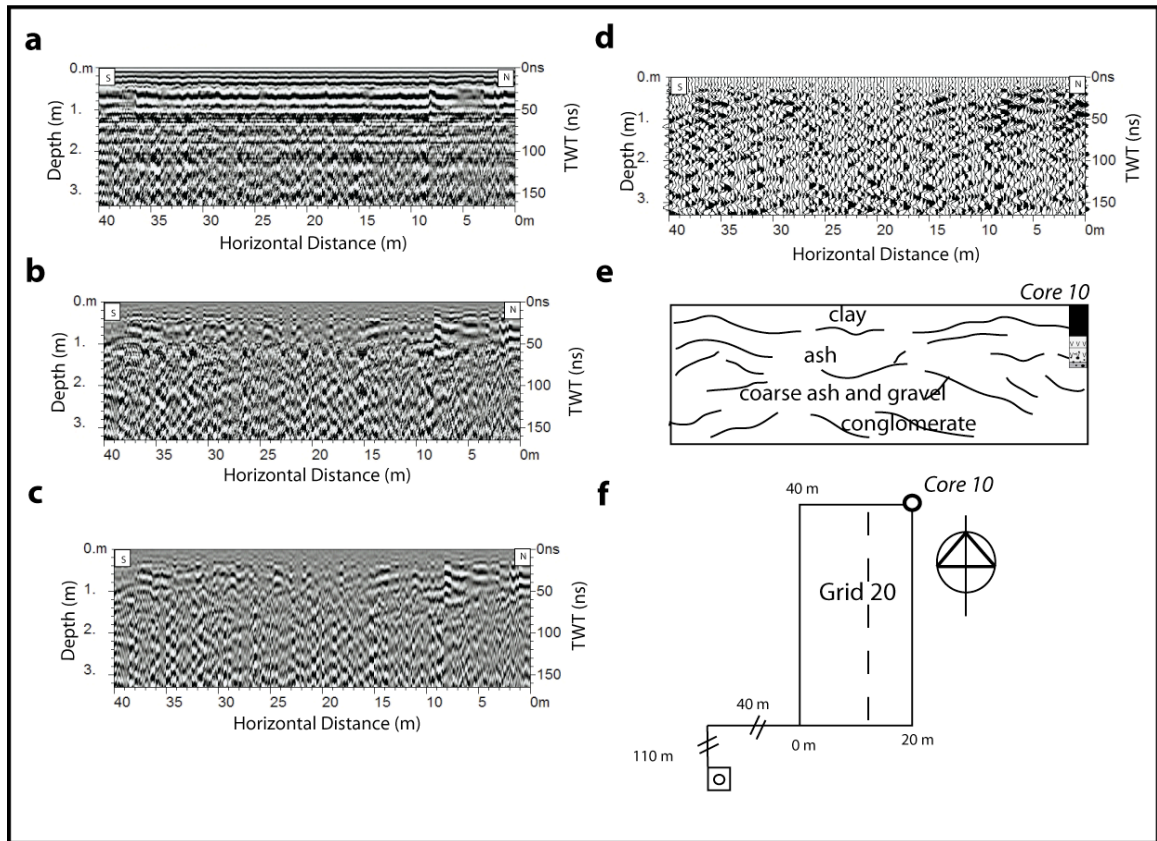 a
0.m
1.
2.
3.
Depth (m)
S
N
0ns
50
100
150
TWT (ns)
40 35 30 25 20 15 10 5 0m
Horizontal Distance (m)
b
0.m
1.
2.
3.
Depth (m)
S
N
0ns
50
100
150
TWT (ns)
40 35 30 25 20 15 10 5 0m
Horizontal Distance (m)
c
0.m
1.
2.
3.
Depth (m)
S
N
0ns
50
100
150
TWT (ns)
40 35 30 25 20 15 10 5 0m
Horizontal Distance (m)
d
0.m
1.
2.
3.
Depth (m)
S
N
0ns
50
100
150
TWT (ns)
40 35 30 25 20 15 10 5 0m
Horizontal Distance (m)
e
Core 10
clay
ash
coarse ash and gravel
conglomerate
f
40 m
Core 10
Grid 20
40 m
0 m
20 m
110 m